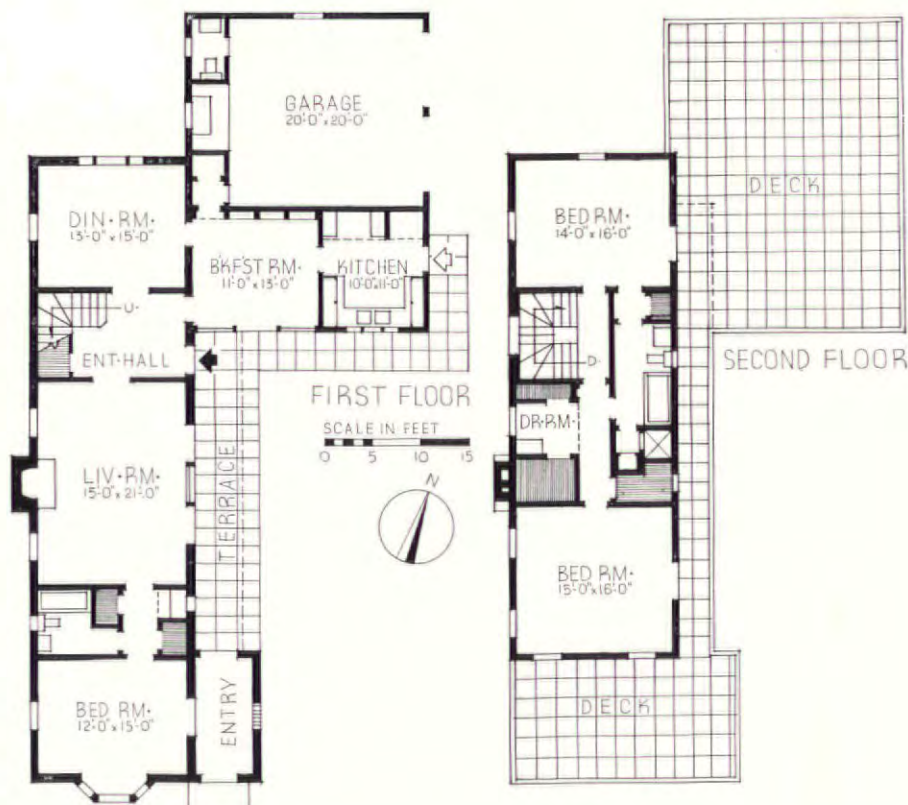 GARAGE
20'-0" x 20'-0"
DIN·RM·
13'-0" x 15'-0"
B'KF'ST RM·
11'-0" x 13'-0"
KITCHEN
10'-0" x 11'-0"
U·
ENT·HALL
FIRST FLOOR
SCALE IN FEET
0 5 10 15
N
LIV·RM·
15'-0" x 21'-0"
TERRACE
BED RM·
12'-0" x 15'-0"
ENTRY
DECK
BED RM·
14'-0" x 16'-0"
SECOND FLOOR
D·
DR·RM·
BED RM·
15'-0" x 16'-0"
DECK